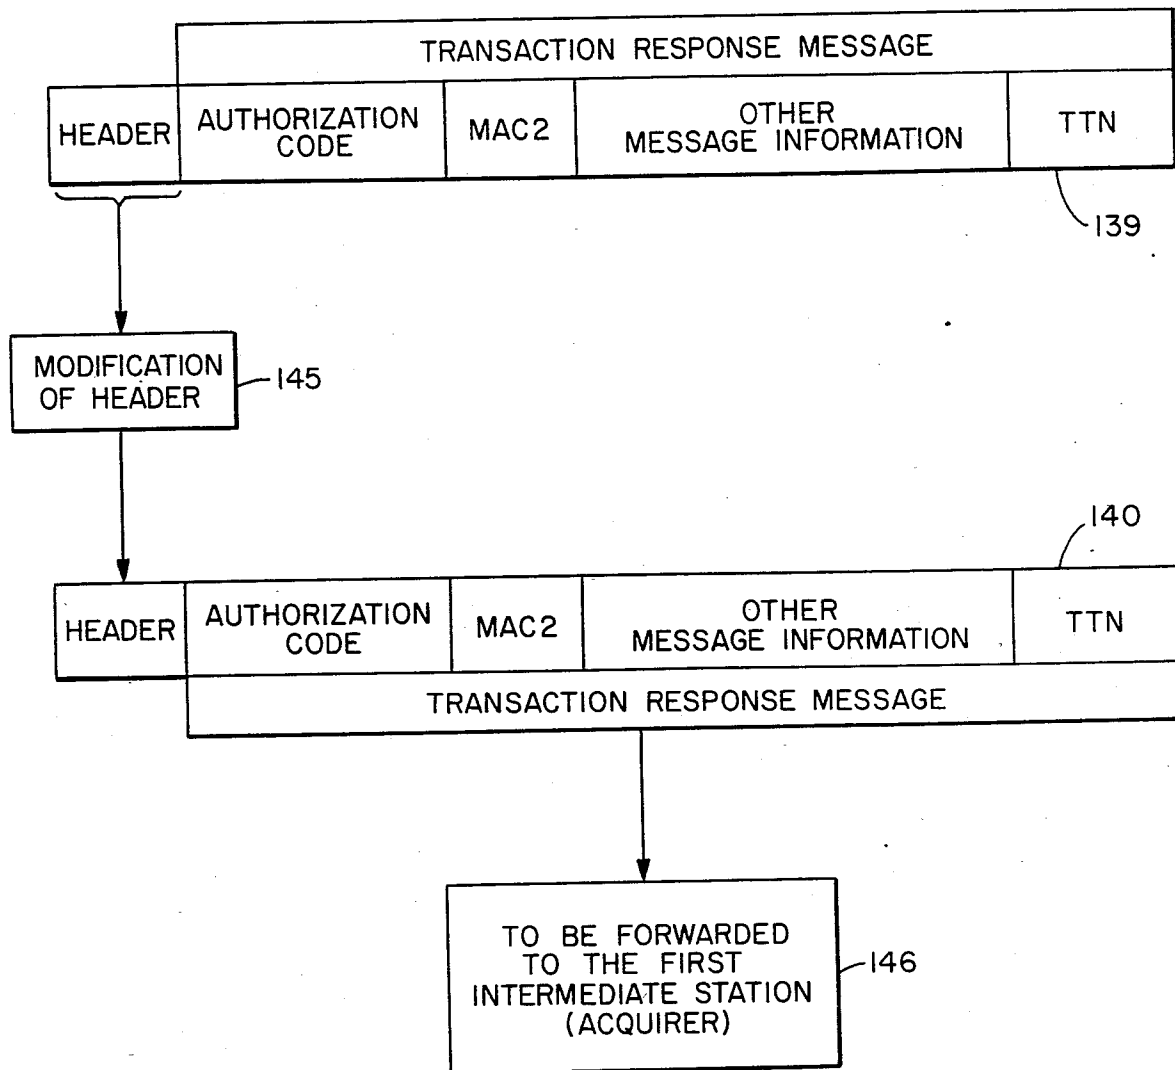 TRANSACTION RESPONSE MESSAGE
HEADER
AUTHORIZATION
CODE
MAC2
OTHER
MESSAGE INFORMATION
TTN
139
MODIFICATION
OF HEADER
145
140
HEADER
AUTHORIZATION
CODE
MAC2
OTHER
MESSAGE INFORMATION
TTN
TRANSACTION RESPONSE MESSAGE
TO BE FORWARDED
TO THE FIRST
INTERMEDIATE STATION
(ACQUIRER)
146